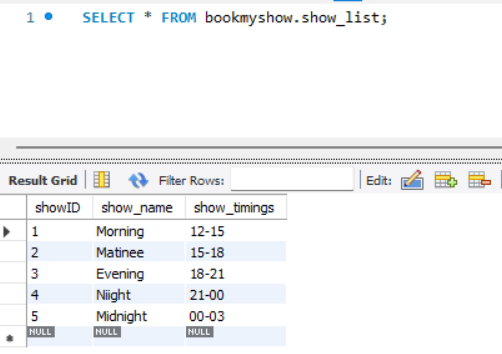 1 SELECT * FROM bookmyshow.show_list;
Result Grid Filter Rows: Edit:
showID show_name show_timings
1 Morning 12-15
2 Matinee 15-18
3 Evening 18-21
4 Niight 21-00
5 Midnight 00-03
NULL NULL NULL